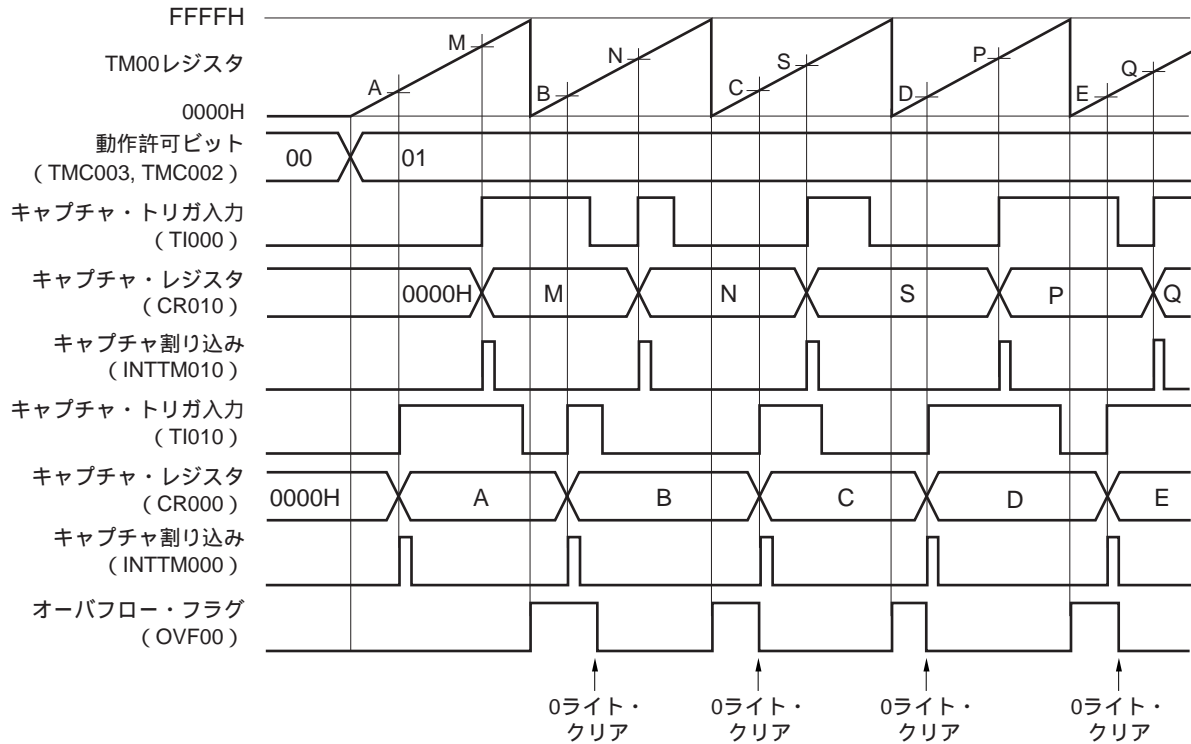 FFFFH
TM00レジスタ
0000H
A
M
B
N
C
S
D
P
E
Q
動作許可ビット
（TMC003, TMC002）
00
01
キャプチャ・トリガ入力
（TI000）
キャプチャ・レジスタ
（CR010）
0000H
M
N
S
P
Q
キャプチャ割り込み
（INTTM010）
キャプチャ・トリガ入力
（TI010）
キャプチャ・レジスタ
（CR000）
0000H
A
B
C
D
E
キャプチャ割り込み
（INTTM000）
オーバフロー・フラグ
（OVF00）
0ライト・
クリア
0ライト・
クリア
0ライト・
クリア
0ライト・
クリア